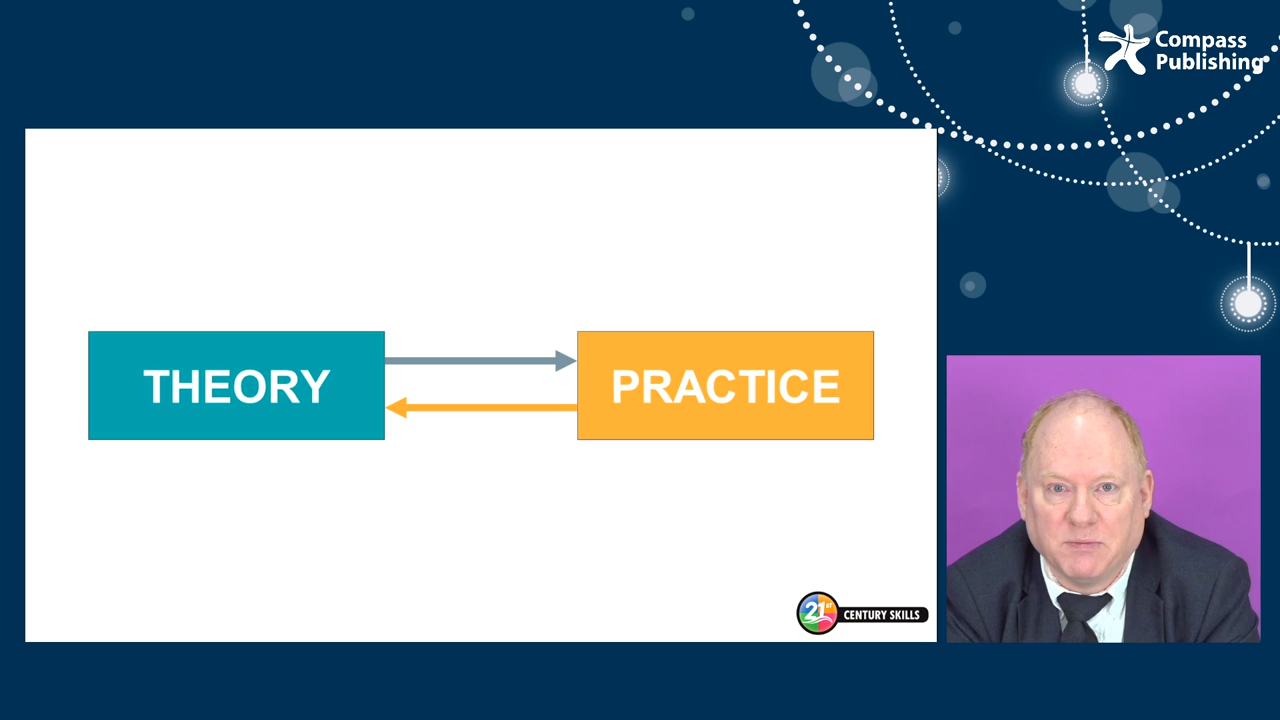 Compass
Publishing
THEORY
PRACTICE
21st CENTURY SKILLS